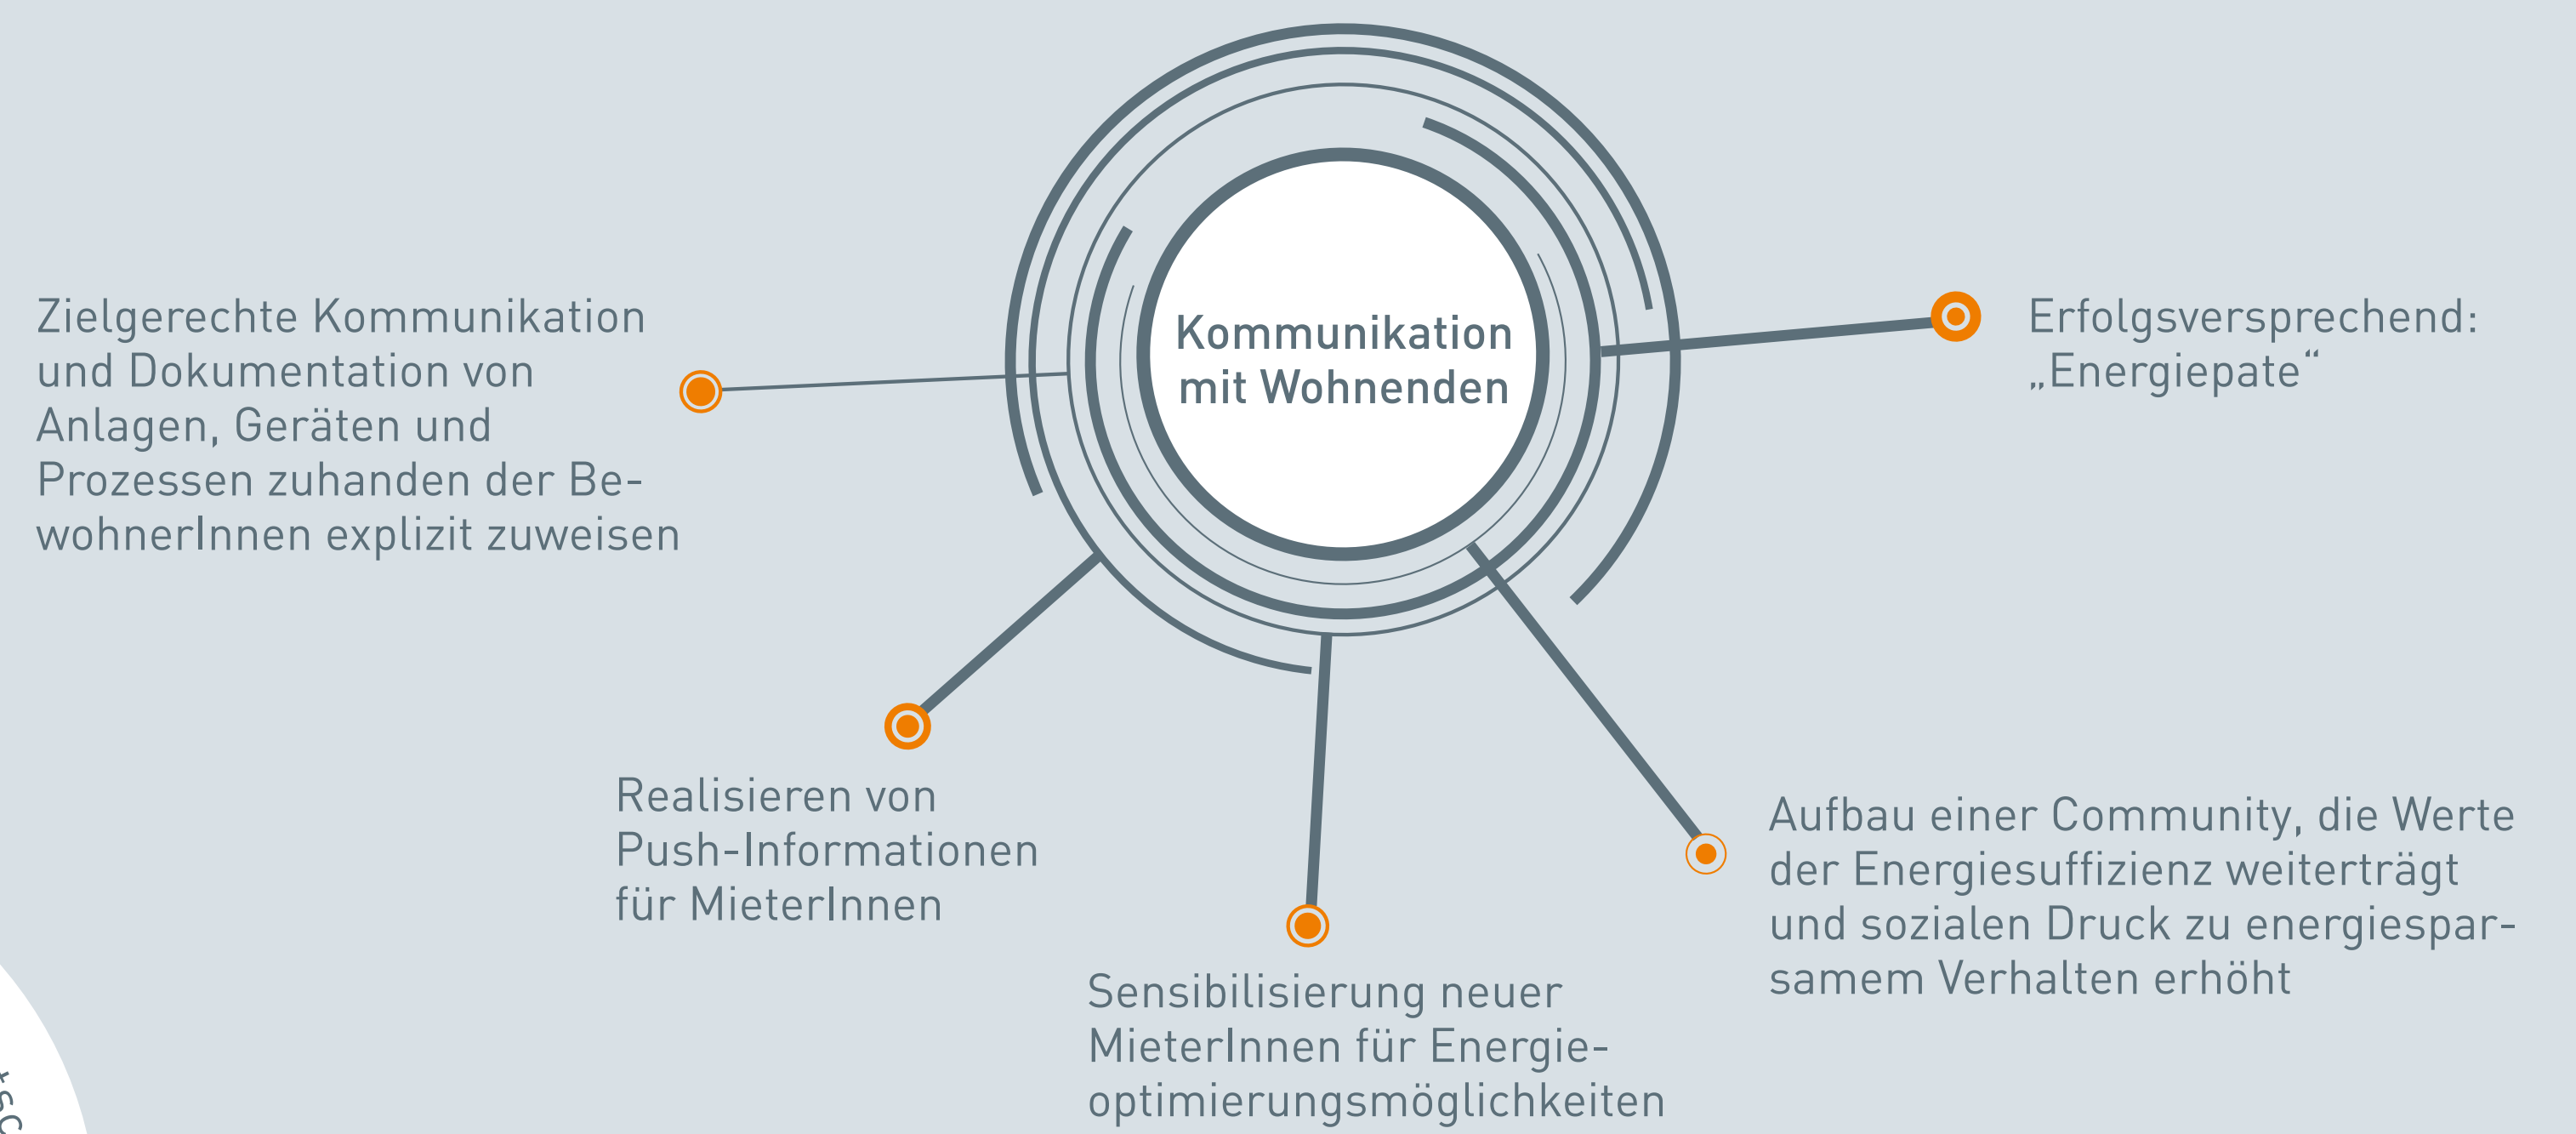 Kommunikation
mit Wohnenden
Zielgerechte Kommunikation
und Dokumentation von
Anlagen, Geräten und
Prozessen zuhanden der Be-
wohnerInnen explizit zuweisen
Realisieren von
Push-Informationen
für MieterInnen
Sensibilisierung neuer
MieterInnen für Energie-
optimierungsmöglichkeiten
Aufbau einer Community, die Werte
der Energiesuffizienz weiterträgt
und sozialen Druck zu energiespar-
samem Verhalten erhöht
Erfolgsversprechend:
„Energiepate“